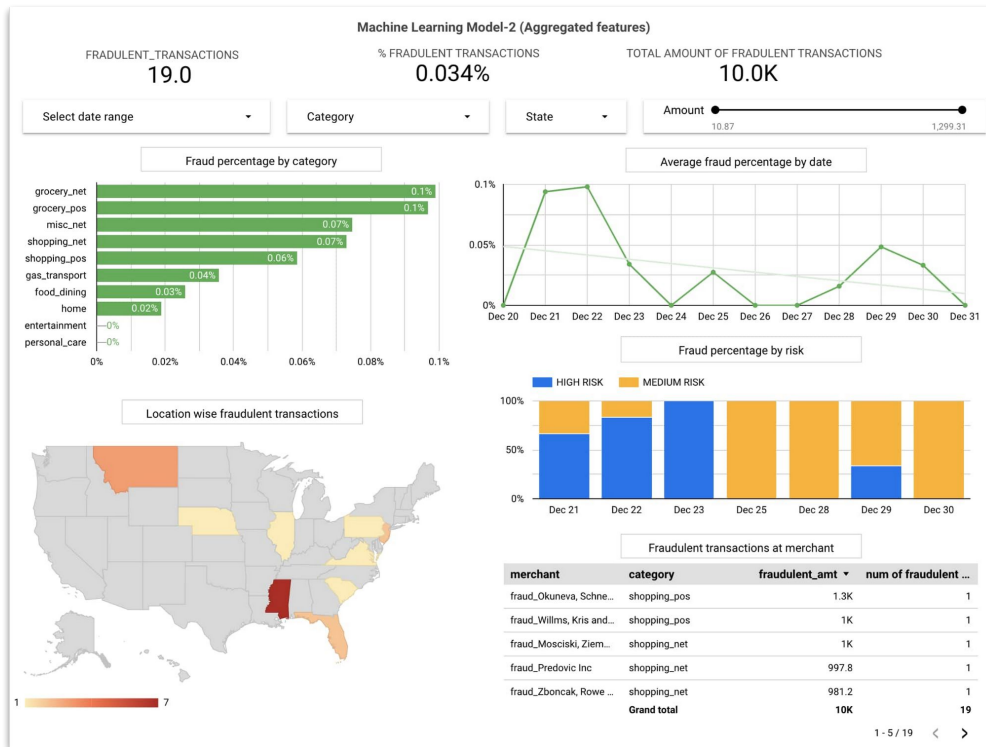 Machine Learning Model-2 (Aggregated features)
FRADULENT_TRANSACTIONS
19.0
% FRADULENT TRANSACTIONS
0.034%
TOTAL AMOUNT OF FRADULENT TRANSACTIONS
10.0K
Select date range
Category
State
Amount
10.87
1,299.31
Fraud percentage by category
grocery_net 0.1%
grocery_pos 0.1%
misc_net 0.07%
shopping_net 0.07%
shopping_pos 0.06%
gas_transport 0.04%
food_dining 0.03%
home 0.02%
entertainment 0%
personal_care 0%
0% 0.02% 0.04% 0.06% 0.08% 0.1%
Average fraud percentage by date
0.1%
0.05%
0%
Dec 20 Dec 21 Dec 22 Dec 23 Dec 24 Dec 25 Dec 26 Dec 27 Dec 28 Dec 29 Dec 30 Dec 31
Fraud percentage by risk
HIGH RISK MEDIUM RISK
100%
50%
0%
Dec 21 Dec 22 Dec 23 Dec 25 Dec 28 Dec 29 Dec 30
Location wise fraudulent transactions
1 7
Fraudulent transactions at merchant
merchant category fraudulent_amt num of fraudulent ...
fraud_Okuneva, Schne... shopping_pos 1.3K 1
fraud_Willms, Kris and... shopping_pos 1K 1
fraud_Mosciski, Ziem... shopping_net 1K 1
fraud_Predovic Inc shopping_net 997.8 1
fraud_Zboncak, Rowe ... shopping_net 981.2 1
Grand total 10K 19
1 - 5 / 19